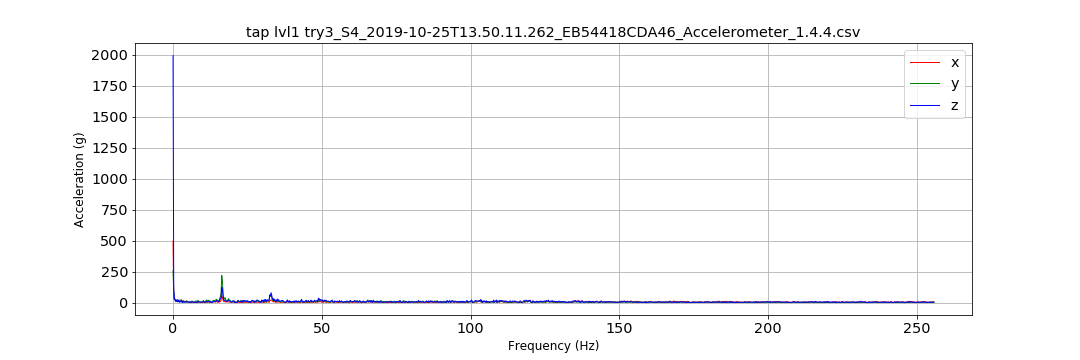 tap lvl1 try3_S4_2019-10-25T13.50.11.262_EB54418CDA46_Accelerometer_1.4.4.csv
2000
1750
1500
1250
1000
750
500
250
0
Acceleration (g)
x
y
z
0 50 100 150 200 250
Frequency (Hz)